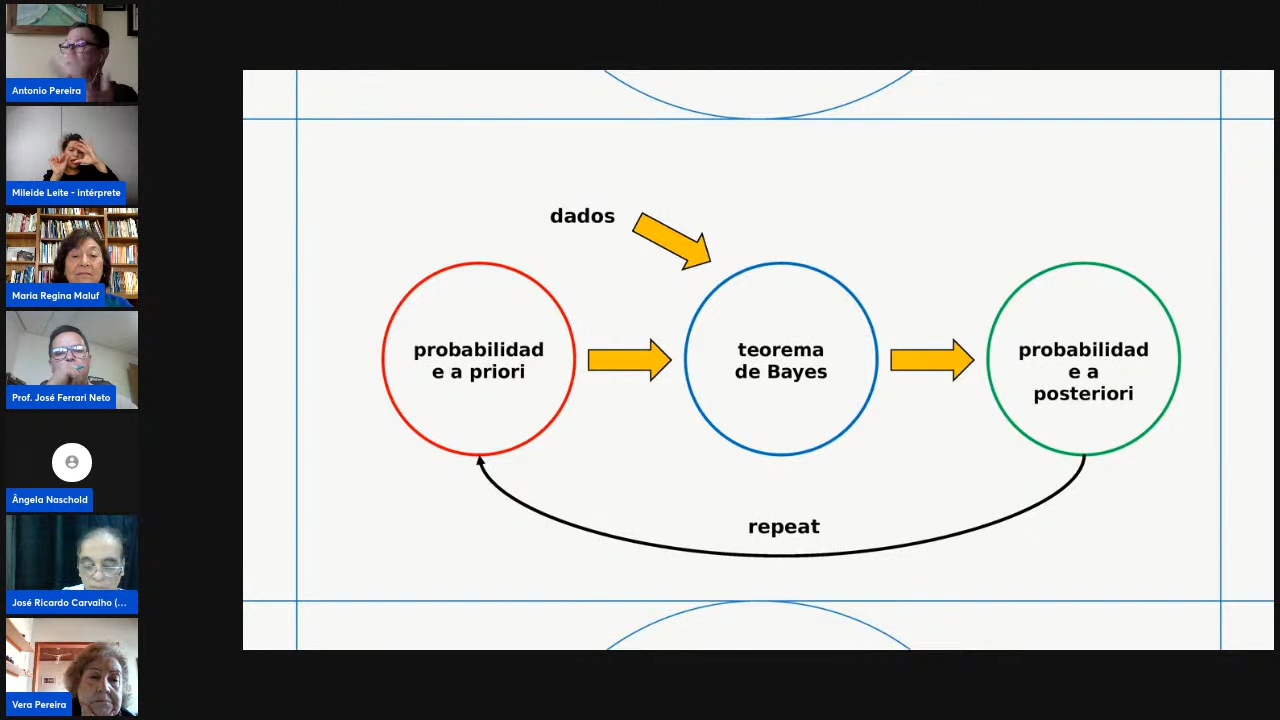 Antonio Pereira
Mileide Leite - intérprete
Maria Regina Maluf
Prof. José Ferrari Neto
Ângela Naschold
José Ricardo Carvalho (...
Vera Pereira
dados
probabilidad
e a priori
teorema
de Bayes
probabilidad
e a
posteriori
repeat